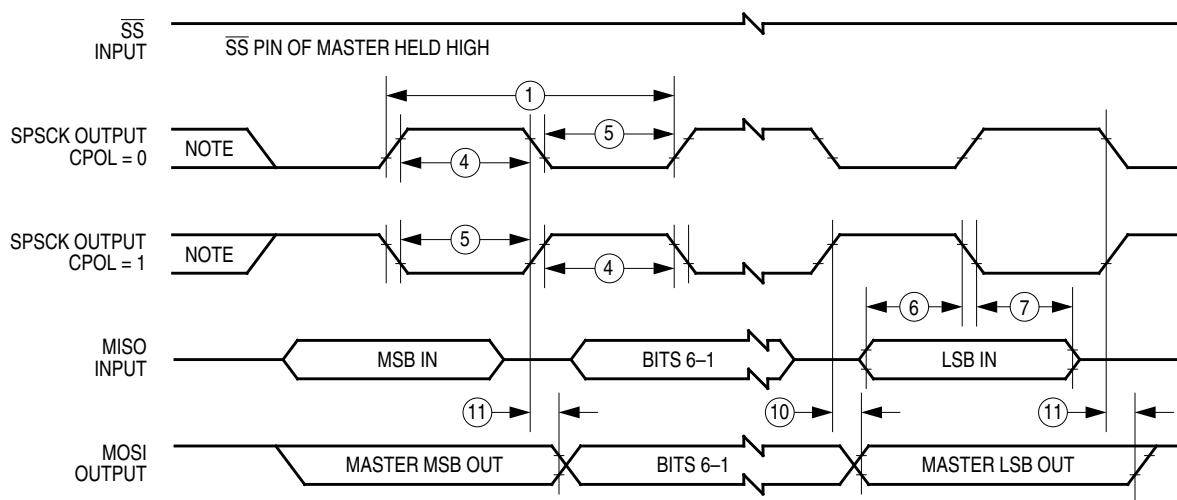 SS
INPUT
SS PIN OF MASTER HELD HIGH
1
SPSCK OUTPUT
CPOL = 0
NOTE
5
4
SPSCK OUTPUT
CPOL = 1
NOTE
5
4
6
7
MISO
INPUT
MSB IN
BITS 6–1
LSB IN
11
10
11
MOSI
OUTPUT
MASTER MSB OUT
BITS 6–1
MASTER LSB OUT